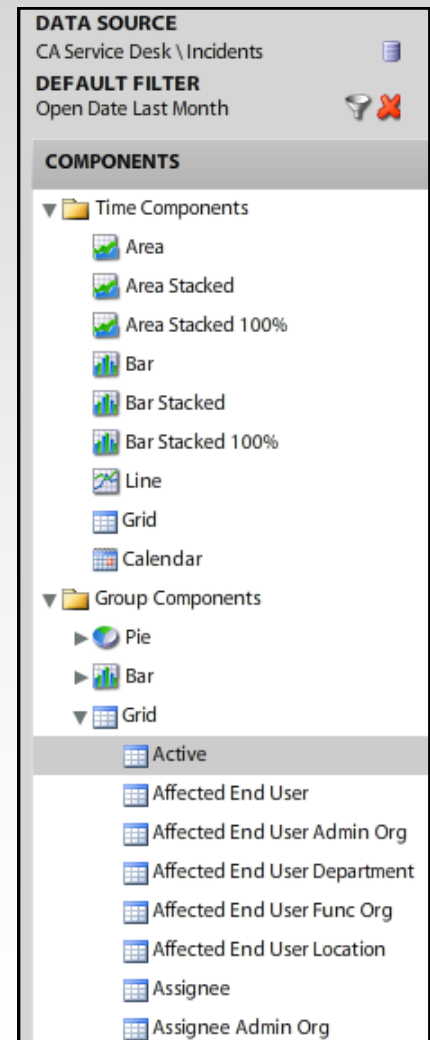 DATA SOURCE
CA Service Desk \ Incidents
DEFAULT FILTER
Open Date Last Month
COMPONENTS
Time Components
Area
Area Stacked
Area Stacked 100%
Bar
Bar Stacked
Bar Stacked 100%
Line
Grid
Calendar
Group Components
Pie
Bar
Grid
Active
Affected End User
Affected End User Admin Org
Affected End User Department
Affected End User Func Org
Affected End User Location
Assignee
Assignee Admin Org